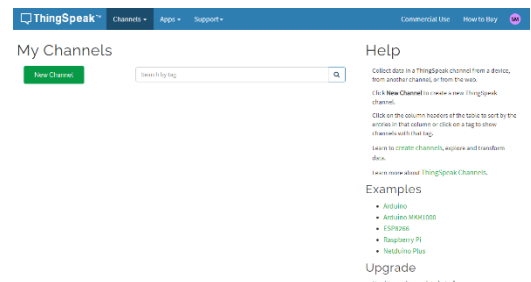 ThingSpeak™ Channels Apps Support Commercial Use How to Buy
My Channels
New Channel
Search by tag
Help
Collect data in a ThingSpeak channel from a device,
from another channel, or from the web.
Click New Channel to create a new ThingSpeak
channel.
Click on the column headers of the table to sort by the
entries in that column or click on a tag to show
channels with that tag.
Learn to create channels, explore and transform
data.
Learn more about ThingSpeak Channels.
Examples
Arduino
Arduino MKR1000
ESP8266
Raspberry Pi
Netduino Plus
Upgrade